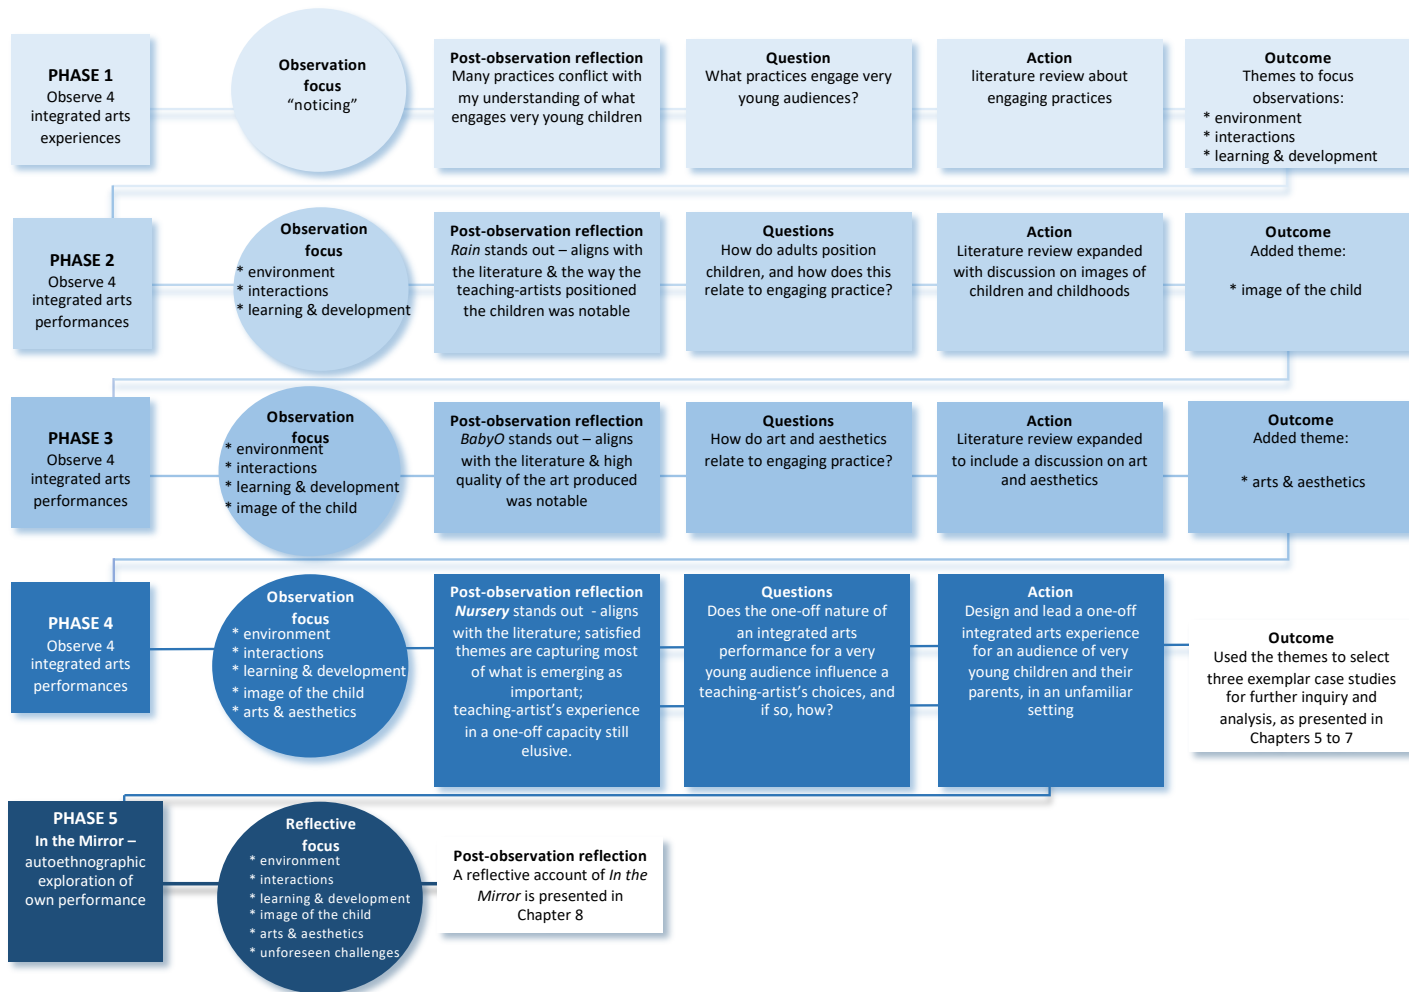 PHASE 1
Observe 4
integrated arts
experiences
Observation
focus
“noticing”
Post-observation reflection
Many practices conflict with
my understanding of what
engages very young children
Question
What practices engage very
young audiences?
Action
literature review about
engaging practices
Outcome
Themes to focus
observations:
* environment
* interactions
* learning & development
PHASE 2
Observe 4
integrated arts
performances
Observation
focus
* environment
* interactions
* learning & development
Post-observation reflection
Rain stands out – aligns with
the literature & the way the
teaching-artists positioned
the children was notable
Questions
How do adults position
children, and how does this
relate to engaging practice?
Action
Literature review expanded
with discussion on images of
children and childhoods
Outcome
Added theme:
* image of the child
PHASE 3
Observe 4
integrated arts
performances
Observation
focus
* environment
* interactions
* learning & development
* image of the child
Post-observation reflection
BabyO stands out – aligns
with the literature & high
quality of the art produced
was notable
Questions
How do art and aesthetics
relate to engaging practice?
Action
Literature review expanded
to include a discussion on art
and aesthetics
Outcome
Added theme:
* arts & aesthetics
PHASE 4
Observe 4
integrated arts
performances
Observation
focus
* environment
* interactions
* learning & development
* image of the child
* arts & aesthetics
Post-observation reflection
Nursery stands out - aligns
with the literature; satisfied
themes are capturing most
of what is emerging as
important;
teaching-artist’s experience
in a one-off capacity still
elusive.
Questions
Does the one-off nature of
an integrated arts
performance for a very
young audience influence a
teaching-artist’s choices, and
if so, how?
Action
Design and lead a one-off
integrated arts experience
for an audience of very
young children and their
parents, in an unfamiliar
setting
Outcome
Used the themes to select
three exemplar case studies
for further inquiry and
analysis, as presented in
Chapters 5 to 7
PHASE 5
In the Mirror –
autoethnographic
exploration of
own performance
Reflective
focus
* environment
* interactions
* learning & development
* image of the child
* arts & aesthetics
* unforeseen challenges
Post-observation reflection
A reflective account of In the
Mirror is presented in
Chapter 8